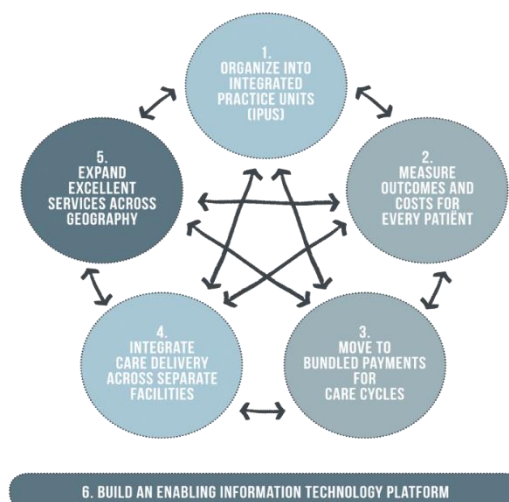 1.
ORGANIZE INTO
INTEGRATED
PRACTICE UNITS
(IPUS)
2.
MEASURE
OUTCOMES AND
COSTS FOR
EVERY PATIËNT
3.
MOVE TO
BUNDLED PAYMENTS
FOR
CARE CYCLES
4.
INTEGRATE
CARE DELIVERY
ACROSS SEPARATE
FACILITIES
5.
EXPAND
EXCELLENT
SERVICES ACROSS
GEOGRAPHY
6. BUILD AN ENABLING INFORMATION TECHNOLOGY PLATFORM